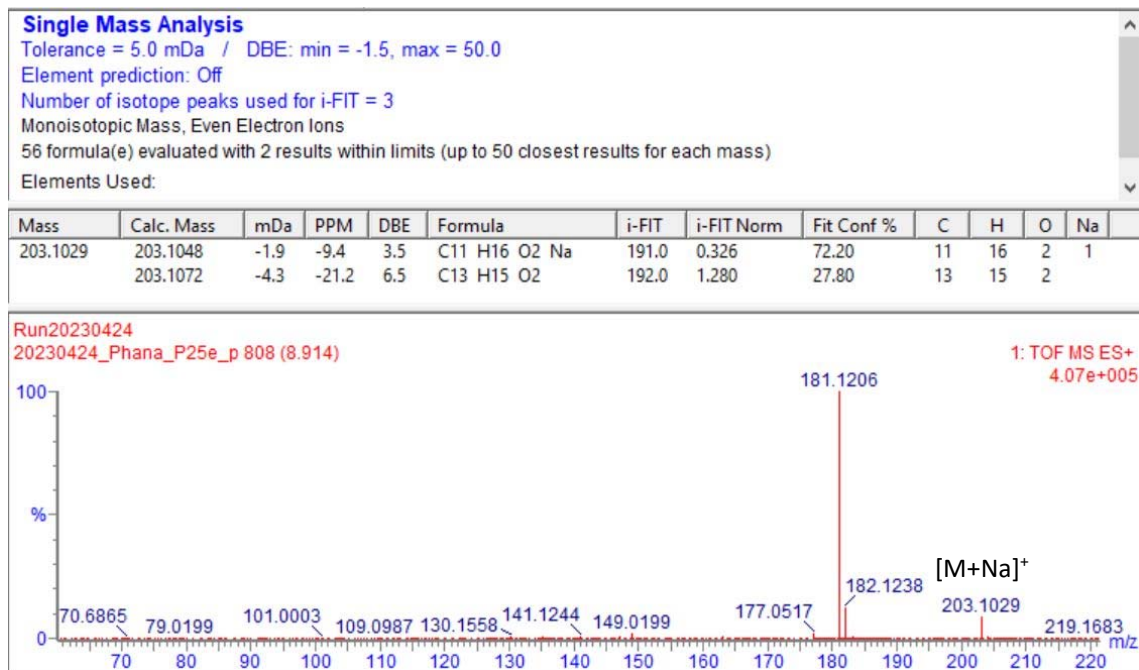 Single Mass Analysis
Tolerance = 5.0 mDa / DBE: min = -1.5, max = 50.0
Element prediction: Off
Number of isotope peaks used for i-FIT = 3
Monoisotopic Mass, Even Electron Ions
56 formula(e) evaluated with 2 results within limits (up to 50 closest results for each mass)
Elements Used:
Mass Calc. Mass mDa PPM DBE Formula i-FIT i-FIT Norm Fit Conf % C H O Na
203.1029 203.1048 -1.9 -9.4 3.5 C11 H16 O2 Na 191.0 0.326 72.20 11 16 2 1
203.1072 -4.3 -21.2 6.5 C13 H15 O2 192.0 1.280 27.80 13 15 2
Run20230424
20230424_Phana_P25e_p 808 (8.914) 1: TOF MS ES+
4.07e+005
100
181.1206
%
[M+Na]+
182.1238
203.1029
70.6865 79.0199 101.0003 109.0987 130.1558 141.1244 149.0199 177.0517 219.1683
0
70 80 90 100 110 120 130 140 150 160 170 180 190 200 210 220 m/z